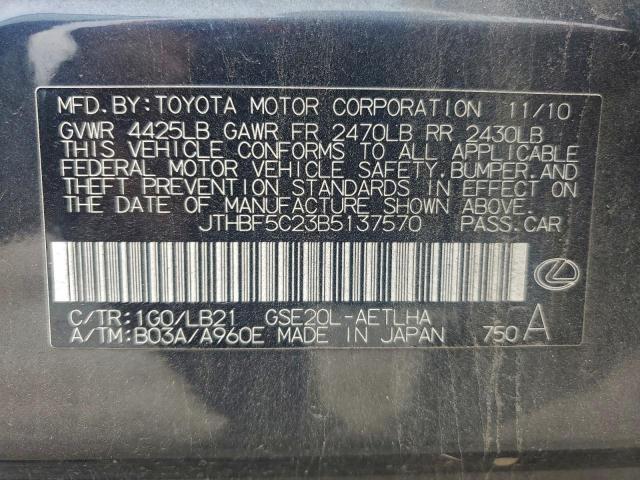 MFD.BY:TOYOTA MOTOR CORPORATION 11/10
GVWR 4425LB GAWR FR 2470LB RR 2430LB
THIS VEHICLE CONFORMS TO ALL APPLICABLE
FEDERAL MOTOR VEHICLE SAFETY,BUMPER,AND
THEFT PREVENTION STANDARDS IN EFFECT ON
THE DATE OF MANUFACTURE SHOWN ABOVE.
JTHBF5C23B5137570 PASS.CAR
C/TR:1G0/LB21 GSE20L-AETLHA
A/TM:B03A/A960E MADE IN JAPAN 750 A